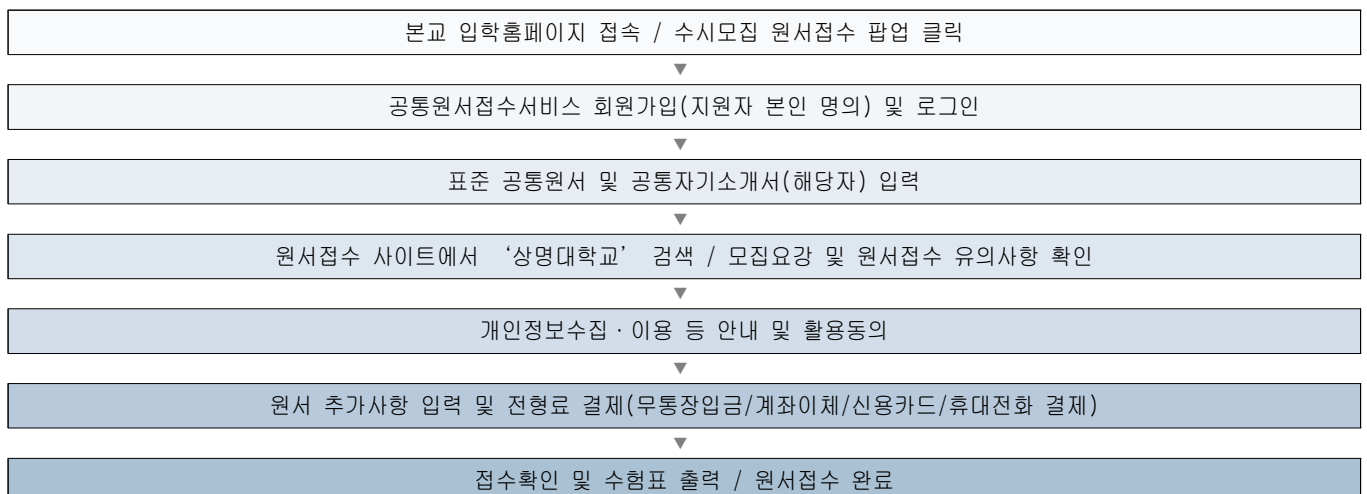 본교 입학홈페이지 접속 / 수시모집 원서접수 팝업 클릭
▼
공통원서접수서비스 회원가입(지원자 본인 명의) 및 로그인
▼
표준 공통원서 및 공통자기소개서(해당자) 입력
▼
원서접수 사이트에서 ‘상명대학교’ 검색 / 모집요강 및 원서접수 유의사항 확인
▼
개인정보수집·이용 등 안내 및 활용동의
▼
원서 추가사항 입력 및 전형료 결제(무통장입금/계좌이체/신용카드/휴대전화 결제)
▼
접수확인 및 수험표 출력 / 원서접수 완료